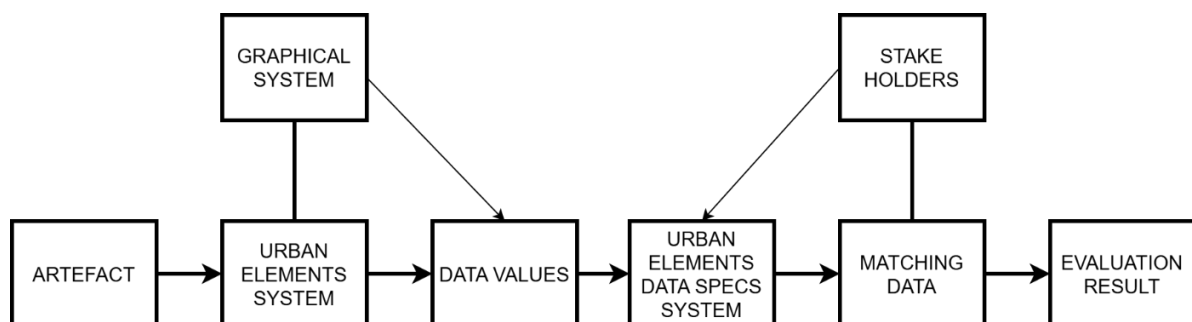 GRAPHICAL
SYSTEM
STAKE
HOLDERS
ARTEFACT
URBAN
ELEMENTS
SYSTEM
DATA VALUES
URBAN
ELEMENTS
DATA SPECS
SYSTEM
MATCHING
DATA
EVALUATION
RESULT